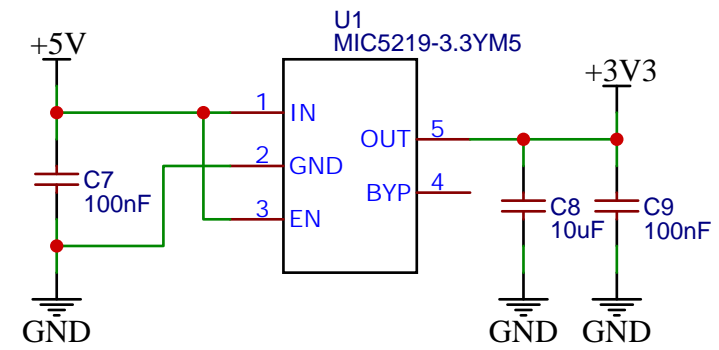 U1
MIC5219-3.3YM5
+5V
+3V3
1
IN
OUT
5
2
GND
BYP
4
3
EN
C7
100nF
C8
10uF
C9
100nF
GND
GND
GND